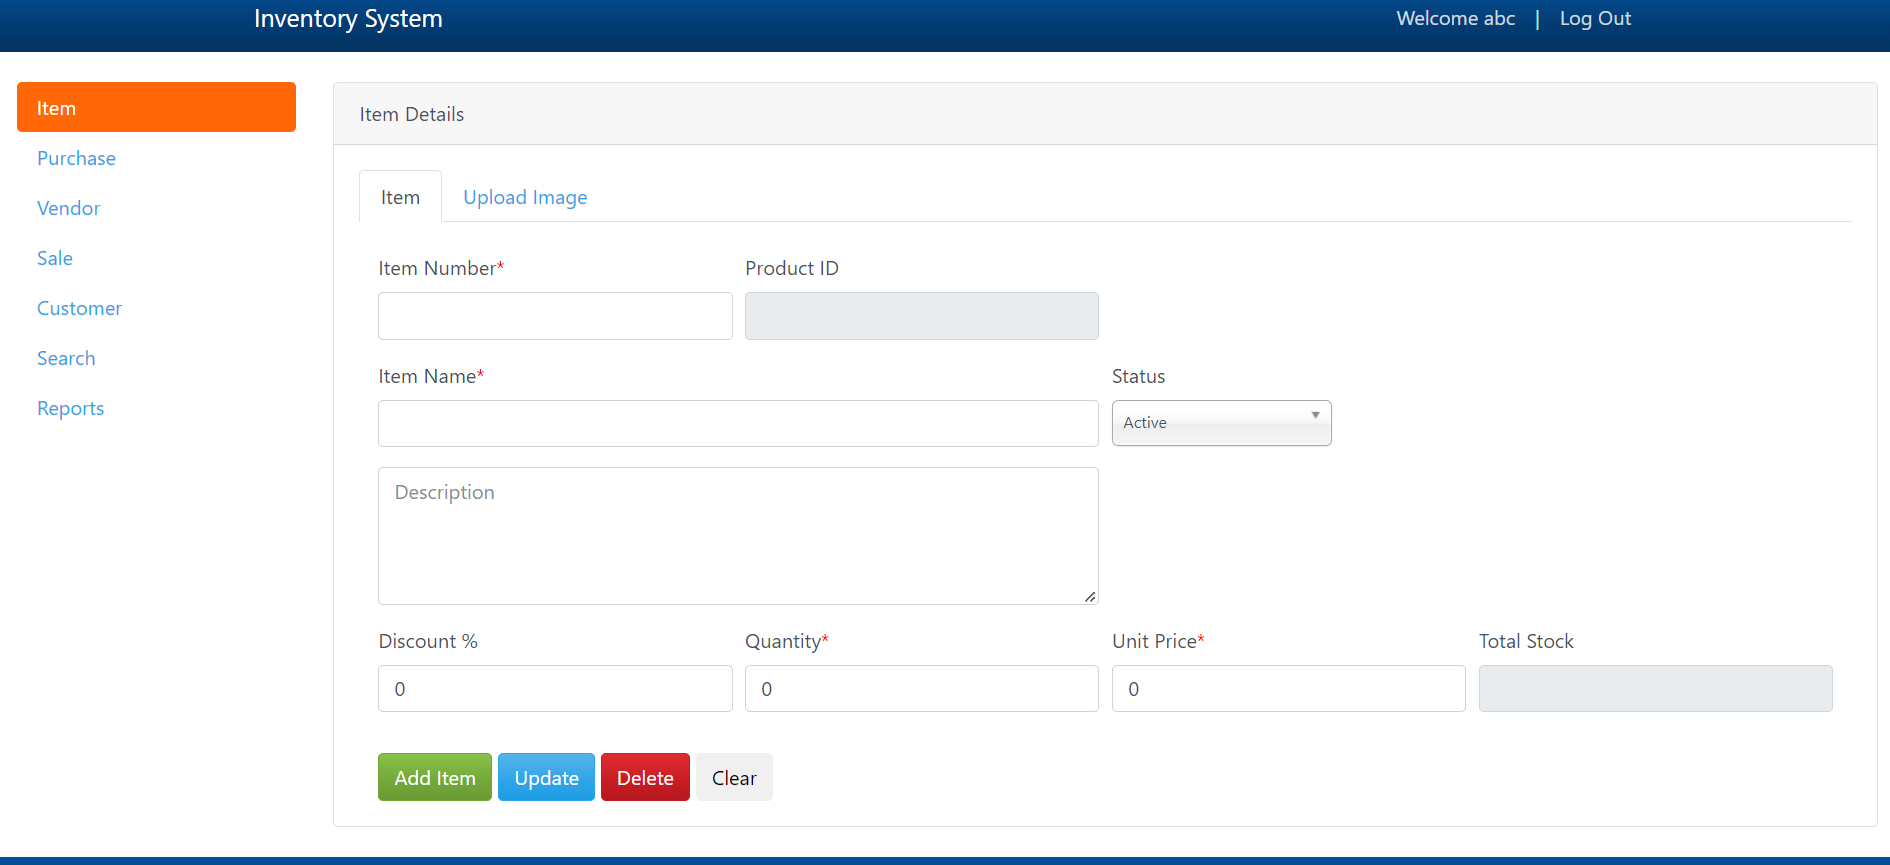 Inventory System
Welcome abc | Log Out
Item
Purchase
Vendor
Sale
Customer
Search
Reports
Item Details
Item Upload Image
Item Number* Product ID
Item Name* Status
Active
Description
Discount % Quantity* Unit Price* Total Stock
0 0 0
Add Item Update Delete Clear